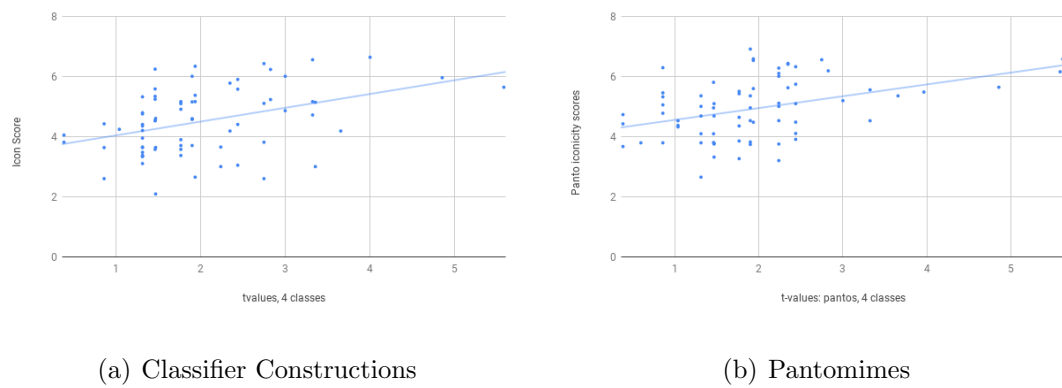 8
6
4
2
0
Icon Score
1 2 3 4 5
tvalues, 4 classes
(a) Classifier Constructions
8
6
4
2
0
Panto iconicity scores
1 2 3 4 5
t-values: pantos, 4 classes
(b) Pantomimes